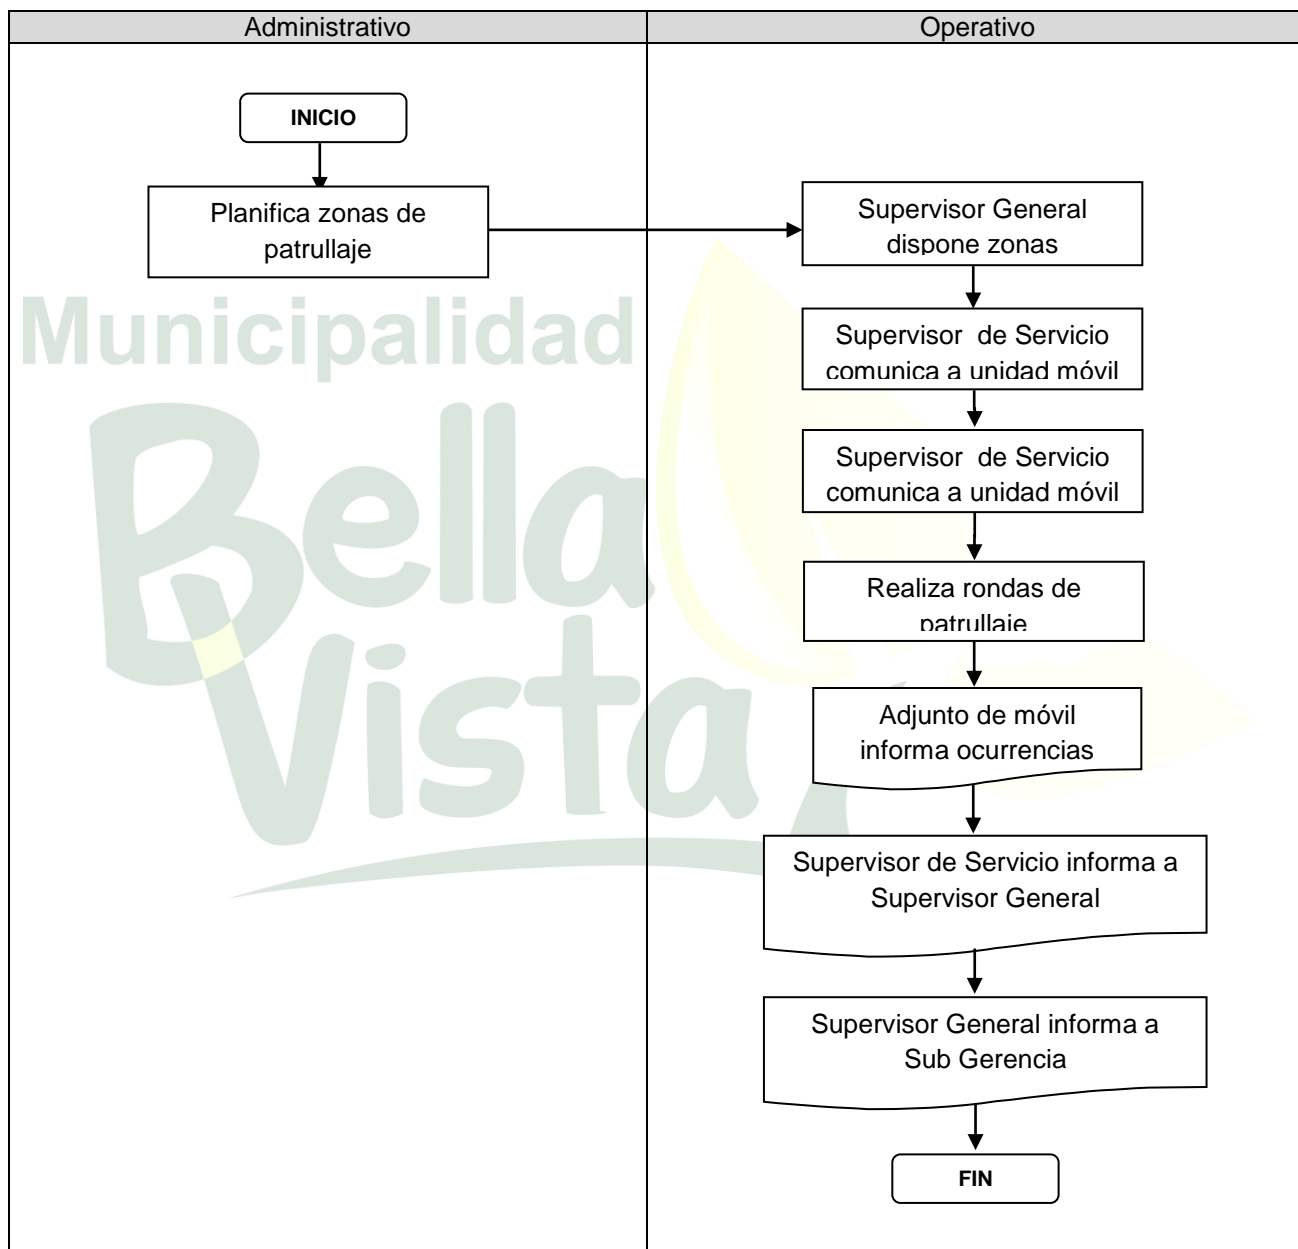 Administrativo
Operativo
INICIO
Planifica zonas de
patrullaje
Supervisor General
dispone zonas
Supervisor de Servicio
comunica a unidad móvil
Supervisor de Servicio
comunica a unidad móvil
Realiza rondas de
patrullaje
Adjunto de móvil
informa ocurrencias
Supervisor de Servicio informa a
Supervisor General
Supervisor General informa a
Sub Gerencia
FIN
Municipalidad
Bella
Vista